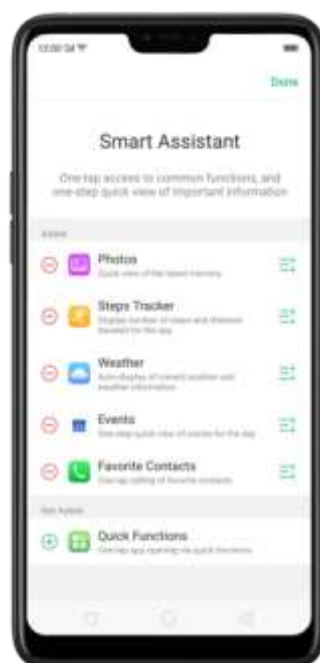 Done
Smart Assistant
One-tap access to common functions, and
one-step quick view of important information
Added
Photos
Quick view of the latest memory
Steps Tracker
Display number of steps and distance
traveled for the day
Weather
Auto-display of current weather and
weather information
Events
One-step quick view of events for the day
Favorite Contacts
One-tap calling of favorite contacts
Not Added
Quick Functions
One-tap app opening via quick functions